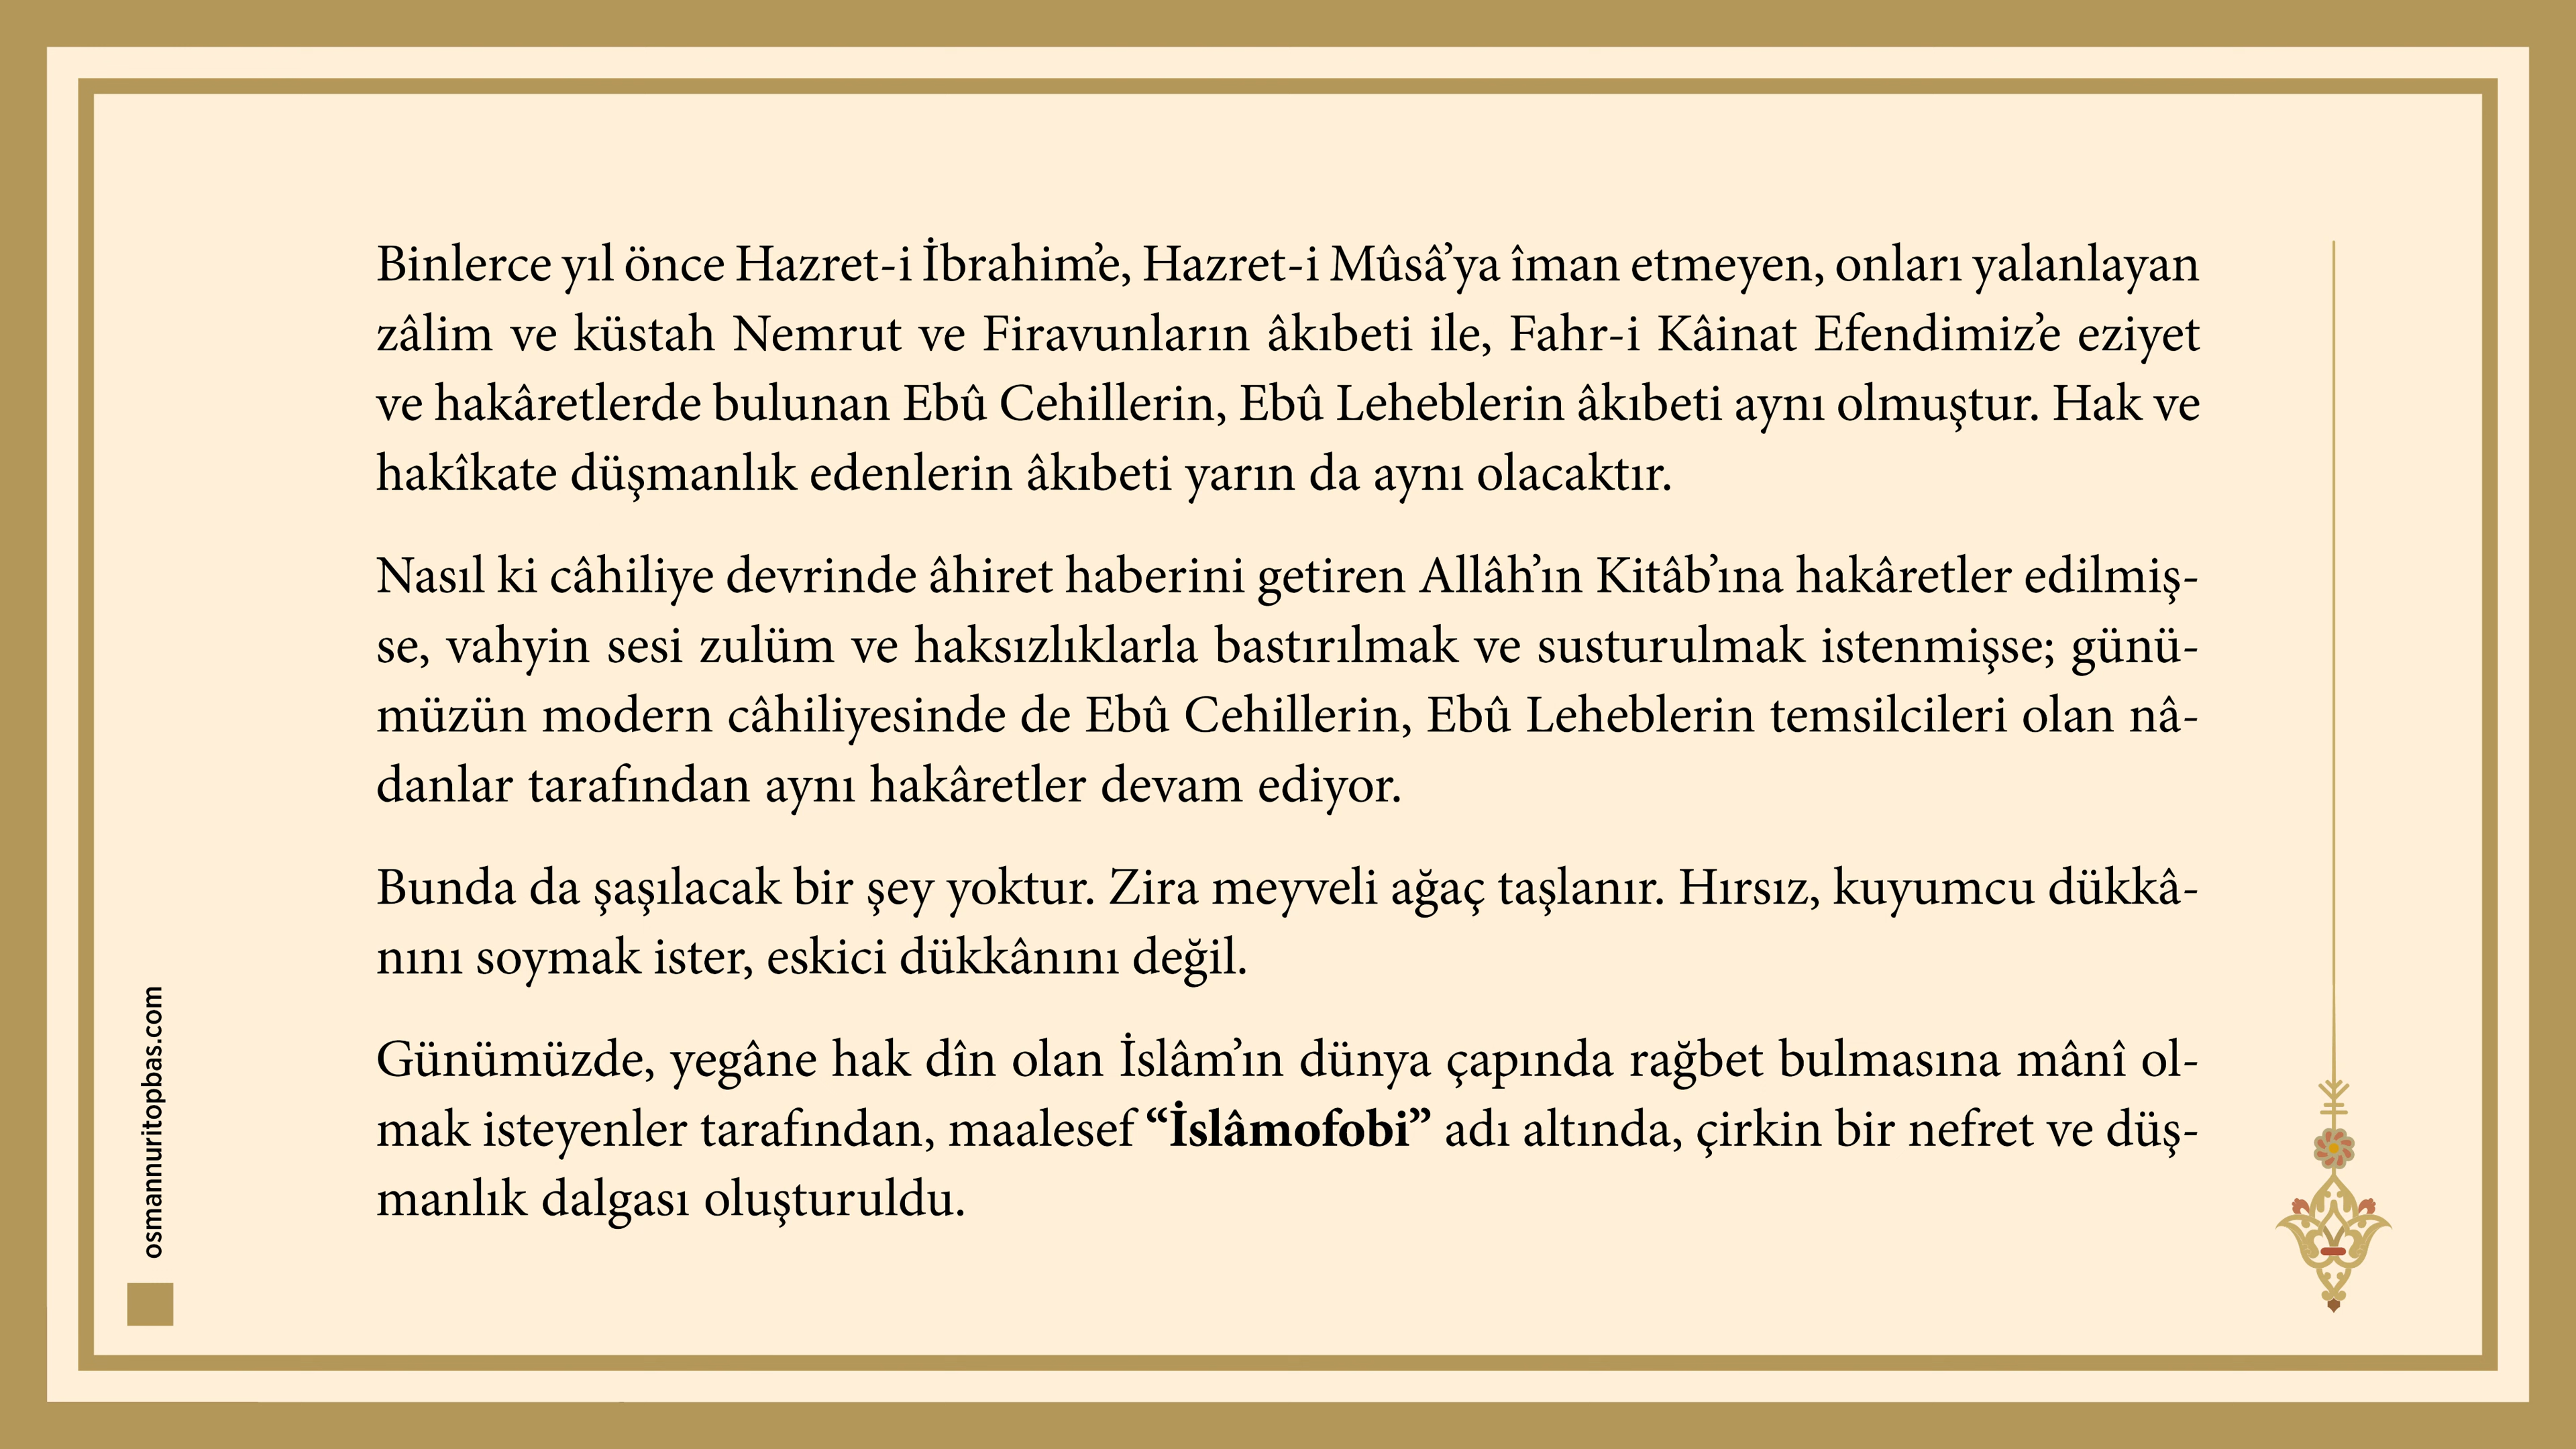 Binlerce yıl önce Hazret-i İbrahim’e, Hazret-i Mûsâ’ya îman etmeyen, onları yalanlayan
zâlim ve küstah Nemrut ve Firavunların âkıbeti ile, Fahr-i Kâinat Efendimiz’e eziyet
ve hakâretlerde bulunan Ebû Cehillerin, Ebû Leheblerin âkıbeti aynı olmuştur. Hak ve
hakîkate düşmanlık edenlerin âkıbeti yarın da aynı olacaktır.
Nasıl ki câhiliye devrinde âhiret haberini getiren Allâh’ın Kitâb’ına hakâretler edilmiş-
se, vahyin sesi zulüm ve haksızlıklarla bastırılmak ve susturulmak istenmişse; günü-
müzün modern câhiliyesinde de Ebû Cehillerin, Ebû Leheblerin temsilcileri olan nâ-
danlar tarafından aynı hakâretler devam ediyor.
Bunda da şaşılacak bir şey yoktur. Zira meyveli ağaç taşlanır. Hırsız, kuyumcu dükkâ-
nını soymak ister, eskici dükkânını değil.
Günümüzde, yegâne hak dîn olan İslâm’ın dünya çapında rağbet bulmasına mânî ol-
mak isteyenler tarafından, maalesef “İslâmofobi” adı altında, çirkin bir nefret ve düş-
manlık dalgası oluşturuldu.
osmannuritopbas.com